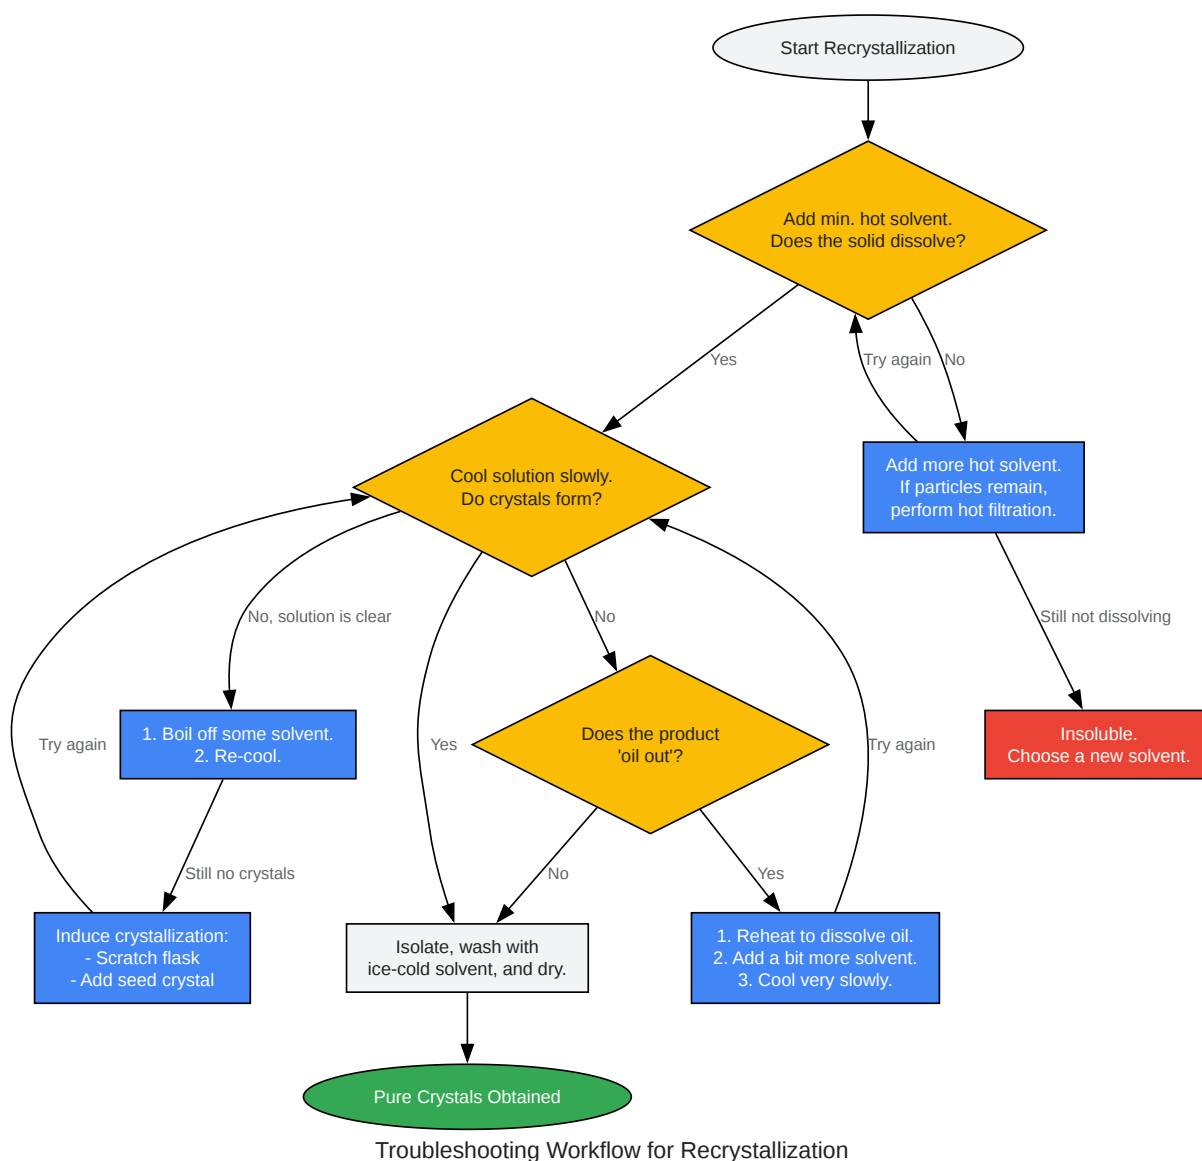 Start Recrystallization
Add min. hot solvent.
Does the solid dissolve?
Yes
Try again
No
Cool solution slowly.
Do crystals form?
Add more hot solvent.
If particles remain,
perform hot filtration.
No, solution is clear
No
Still not dissolving
1. Boil off some solvent.
2. Re-cool.
Does the product
'oil out'?
Insoluble.
Choose a new solvent.
Try again
Yes
Try again
Still no crystals
No
Yes
Induce crystallization:
- Scratch flask
- Add seed crystal
Isolate, wash with
ice-cold solvent, and dry.
1. Reheat to dissolve oil.
2. Add a bit more solvent.
3. Cool very slowly.
Pure Crystals Obtained
Troubleshooting Workflow for Recrystallization